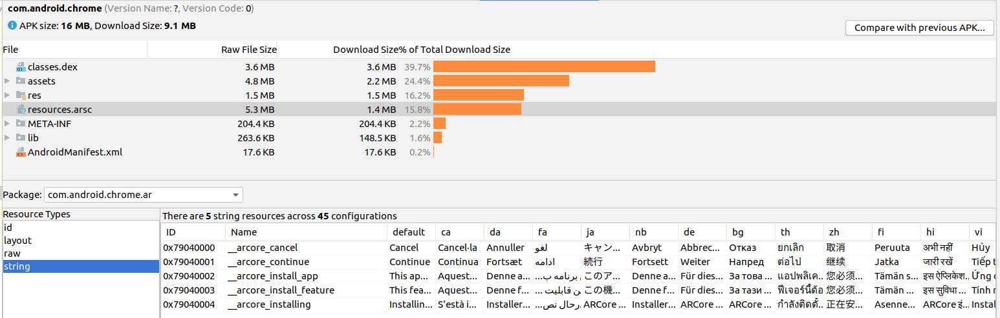 com.android.chrome (Version Name: ?, Version Code: 0)
APK size: 16 MB, Download Size: 9.1 MB
Compare with previous APK...
File Raw File Size Download Size % of Total Download Size
classes.dex 3.6 MB 3.6 MB 39.7%
assets 4.8 MB 2.2 MB 24.4%
res 1.5 MB 1.5 MB 16.2%
resources.arsc 5.3 MB 1.4 MB 15.8%
META-INF 204.4 KB 204.4 KB 2.2%
lib 263.6 KB 148.5 KB 1.6%
AndroidManifest.xml 17.6 KB 17.6 KB 0.2%
Package: com.android.chrome.ar
Resource Types
id
layout
raw
string
There are 5 string resources across 45 configurations
ID Name default ca da fa ja nb de bg th zh fi hi vi
0x79040000 __arcore_cancel Cancel Cancel·la Annuller لغو キャン... Avbryt Abbrec... Отказ ยกเลิก 取消 Peruuta अभी नहीं Hủy
0x79040001 __arcore_continue Continue Continua Fortsæt ادامه 続行 Fortsett Weiter Напред ต่อไป 继续 Jatka जारी रखें Tiếp t
0x79040002 __arcore_install_app This ap... Aquest... Denne a... برنامه ب... このア... Denne a... Für dies... За това ... แอปพลิเค... 您必须... Tämän s... इस ऐप्लिकेश... Ứng d
0x79040003 __arcore_install_feature This fea... Aquest... Denne f... ن قابلیت ... この機... Denne f... Für dies... За тази ... ฟีเจอร์นี้ต้อ 您必须... Tämän ... इस सुविधा ... Tính n
0x79040004 __arcore_installing Installin... S'està i... Installer... درحال نص... ARCore ... Installer... ARCore ... ARCore ... กำลังติดตั้... 正在安... Asenne... ARCore इं... Instal